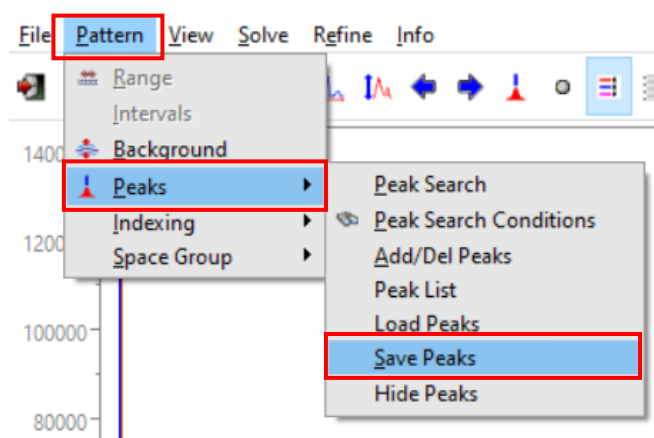 File Pattern View Solve Refine Info
Range
Intervals
1400
Background
Peaks
Peak Search
Indexing
Peak Search Conditions
1200
Space Group
Add/Del Peaks
Peak List
100000
Load Peaks
Save Peaks
Hide Peaks
80000